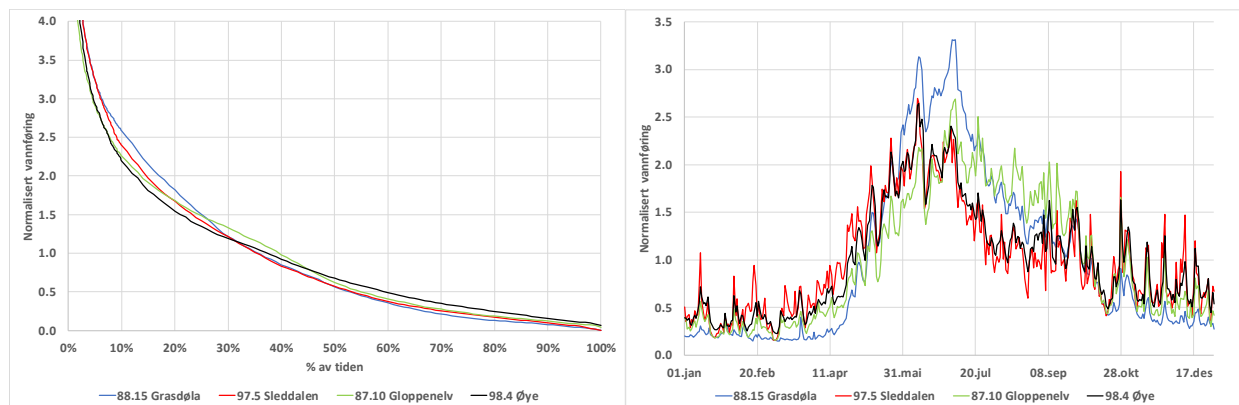 4.0
3.5
3.0
2.5
2.0
1.5
1.0
0.5
0.0
Normalisert vannføring
0% 10% 20% 30% 40% 50% 60% 70% 80% 90% 100%
% av tiden
88.15 Grasdøla 97.5 Sleddalen 87.10 Gloppenelv 98.4 Øye
3.5
3.0
2.5
2.0
1.5
1.0
0.5
0.0
Normalisert vannføring
01.jan 20.feb 11.apr 31.mai 20.jul 08.sep 28.okt 17.des
88.15 Grasdøla 97.5 Sleddalen 87.10 Gloppenelv 98.4 Øye